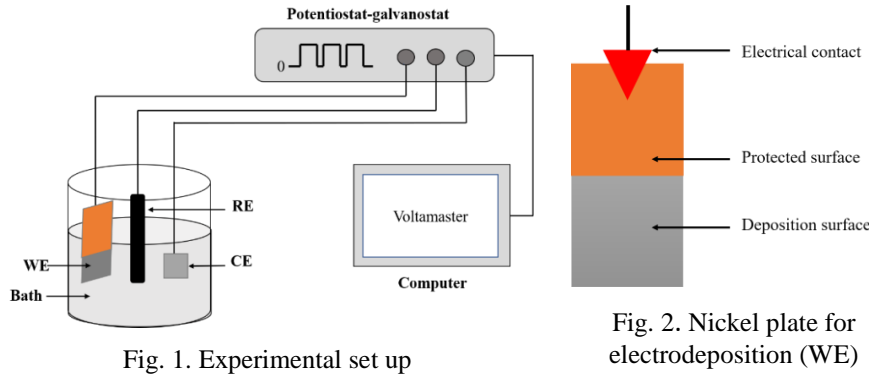 Potentiostat-galvanostat
0
Electrical contact
Protected surface
RE
Voltamaster
Deposition surface
WE
CE
Bath
Computer
Fig. 1. Experimental set up
Fig. 2. Nickel plate for
electrodeposition (WE)